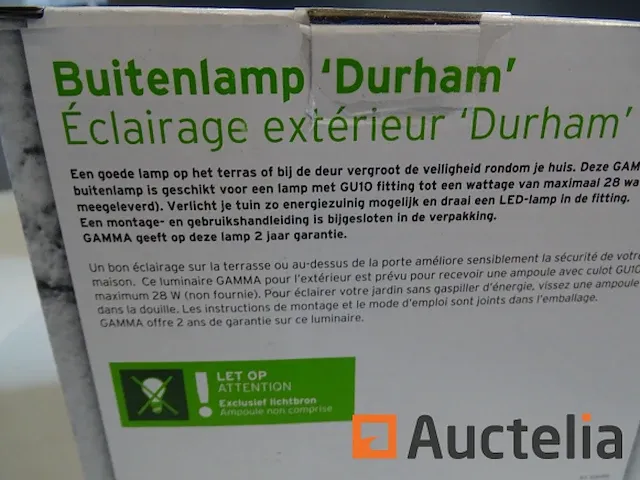 Buitenlamp ‘Durham’
Éclairage extérieur ‘Durham’
Een goede lamp op het terras of bij de deur vergroot de veiligheid rondom je huis. Deze GAM
buitenlamp is geschikt voor een lamp met GU10 fitting tot een wattage van maximaal 28 wa
meegeleverd). Verlicht je tuin zo energiezuinig mogelijk en draai een LED-lamp in de fitting.
Een montage- en gebruikshandleiding is bijgesloten in de verpakking.
GAMMA geeft op deze lamp 2 jaar garantie.
Un bon éclairage sur la terrasse ou au-dessus de la porte améliore sensiblement la sécurité de votre
maison. Ce luminaire GAMMA pour l'extérieur est prévu pour recevoir une ampoule avec culot GU10
maximum 28 W (non fournie). Pour éclairer votre jardin sans gaspiller d'énergie, vissez une ampoule
dans la douille. Les instructions de montage et le mode d'emploi sont joints dans l'emballage.
GAMMA offre 2 ans de garantie sur ce luminaire.
LET OP
ATTENTION
Exclusief lichtbron
Ampoule non comprise
Auctelia